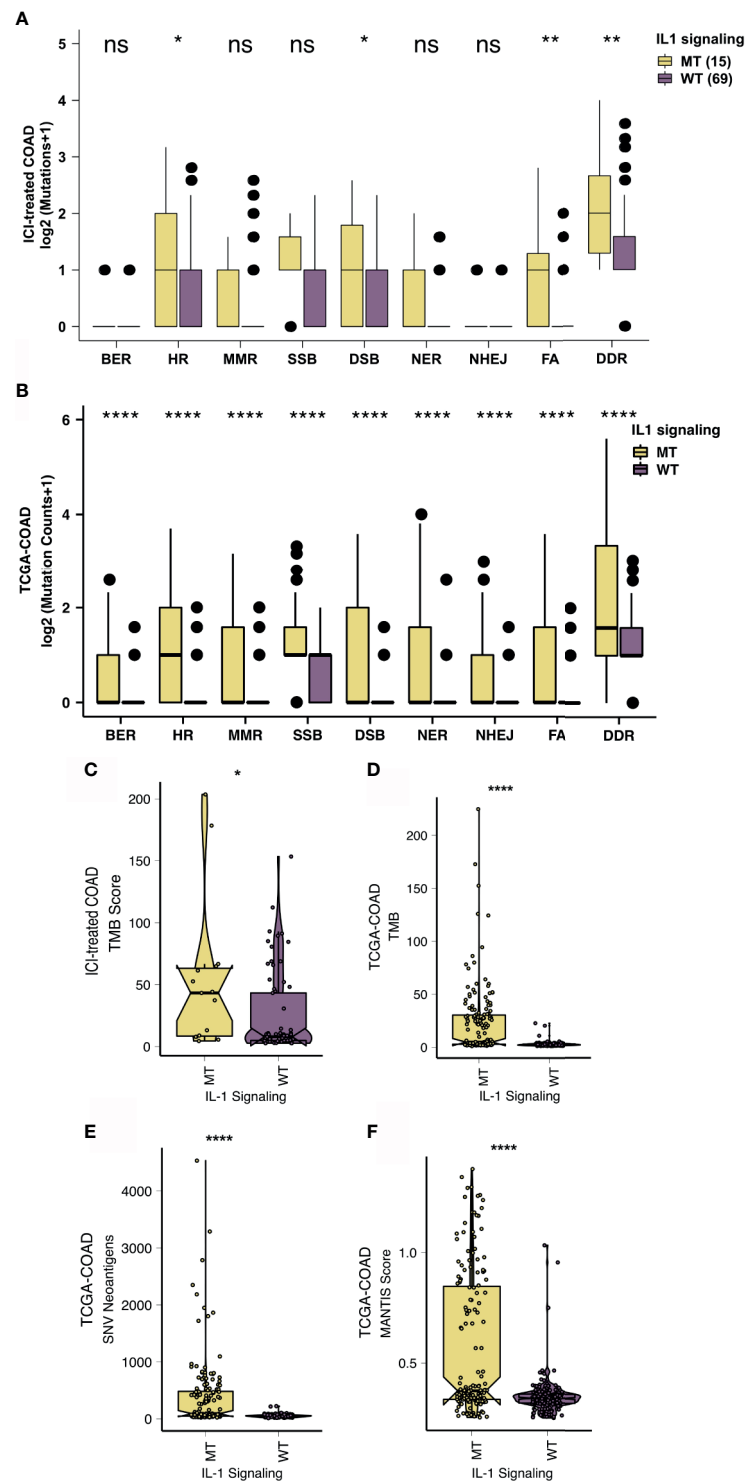 A
ns * ns ns * ns ns ** **
IL1 signaling
MT (15)
WT (69)
ICI-treated COAD
log2 (Mutations+1)
5
4
3
2
1
0
BER HR MMR SSB DSB NER NHEJ FA DDR
B
**** **** **** **** **** **** **** **** ****
IL1 signaling
MT
WT
TCGA-COAD
log2 (Mutation Counts+1)
6
4
2
0
BER HR MMR SSB DSB NER NHEJ FA DDR
C
*
ICI-treated COAD
TMB Score
200
150
100
50
0
MT WT
IL-1 Signaling
D
****
TCGA-COAD
TMB
200
150
100
50
0
MT WT
IL-1 Signaling
E
****
TCGA-COAD
SNV Neoantigens
4000
3000
2000
1000
0
MT WT
IL-1 Signaling
F
****
TCGA-COAD
MANTIS Score
1.0
0.5
MT WT
IL-1 Signaling